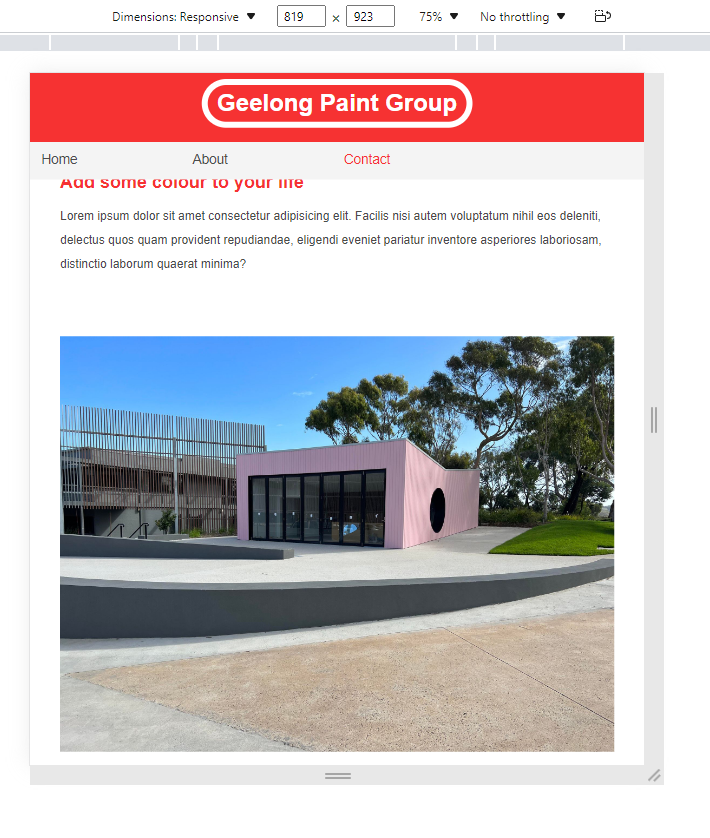 Dimensions: Responsive ▼ 819 × 923 75% ▼ No throttling ▼
Geelong Paint Group
Home About Contact
Add some colour to your life
Lorem ipsum dolor sit amet consectetur adipisicing elit. Facilis nisi autem voluptatum nihil eos deleniti,
delectus quos quam provident repudiandae, eligendi eveniet pariatur inventore asperiores laboriosam,
distinctio laborum quaerat minima?